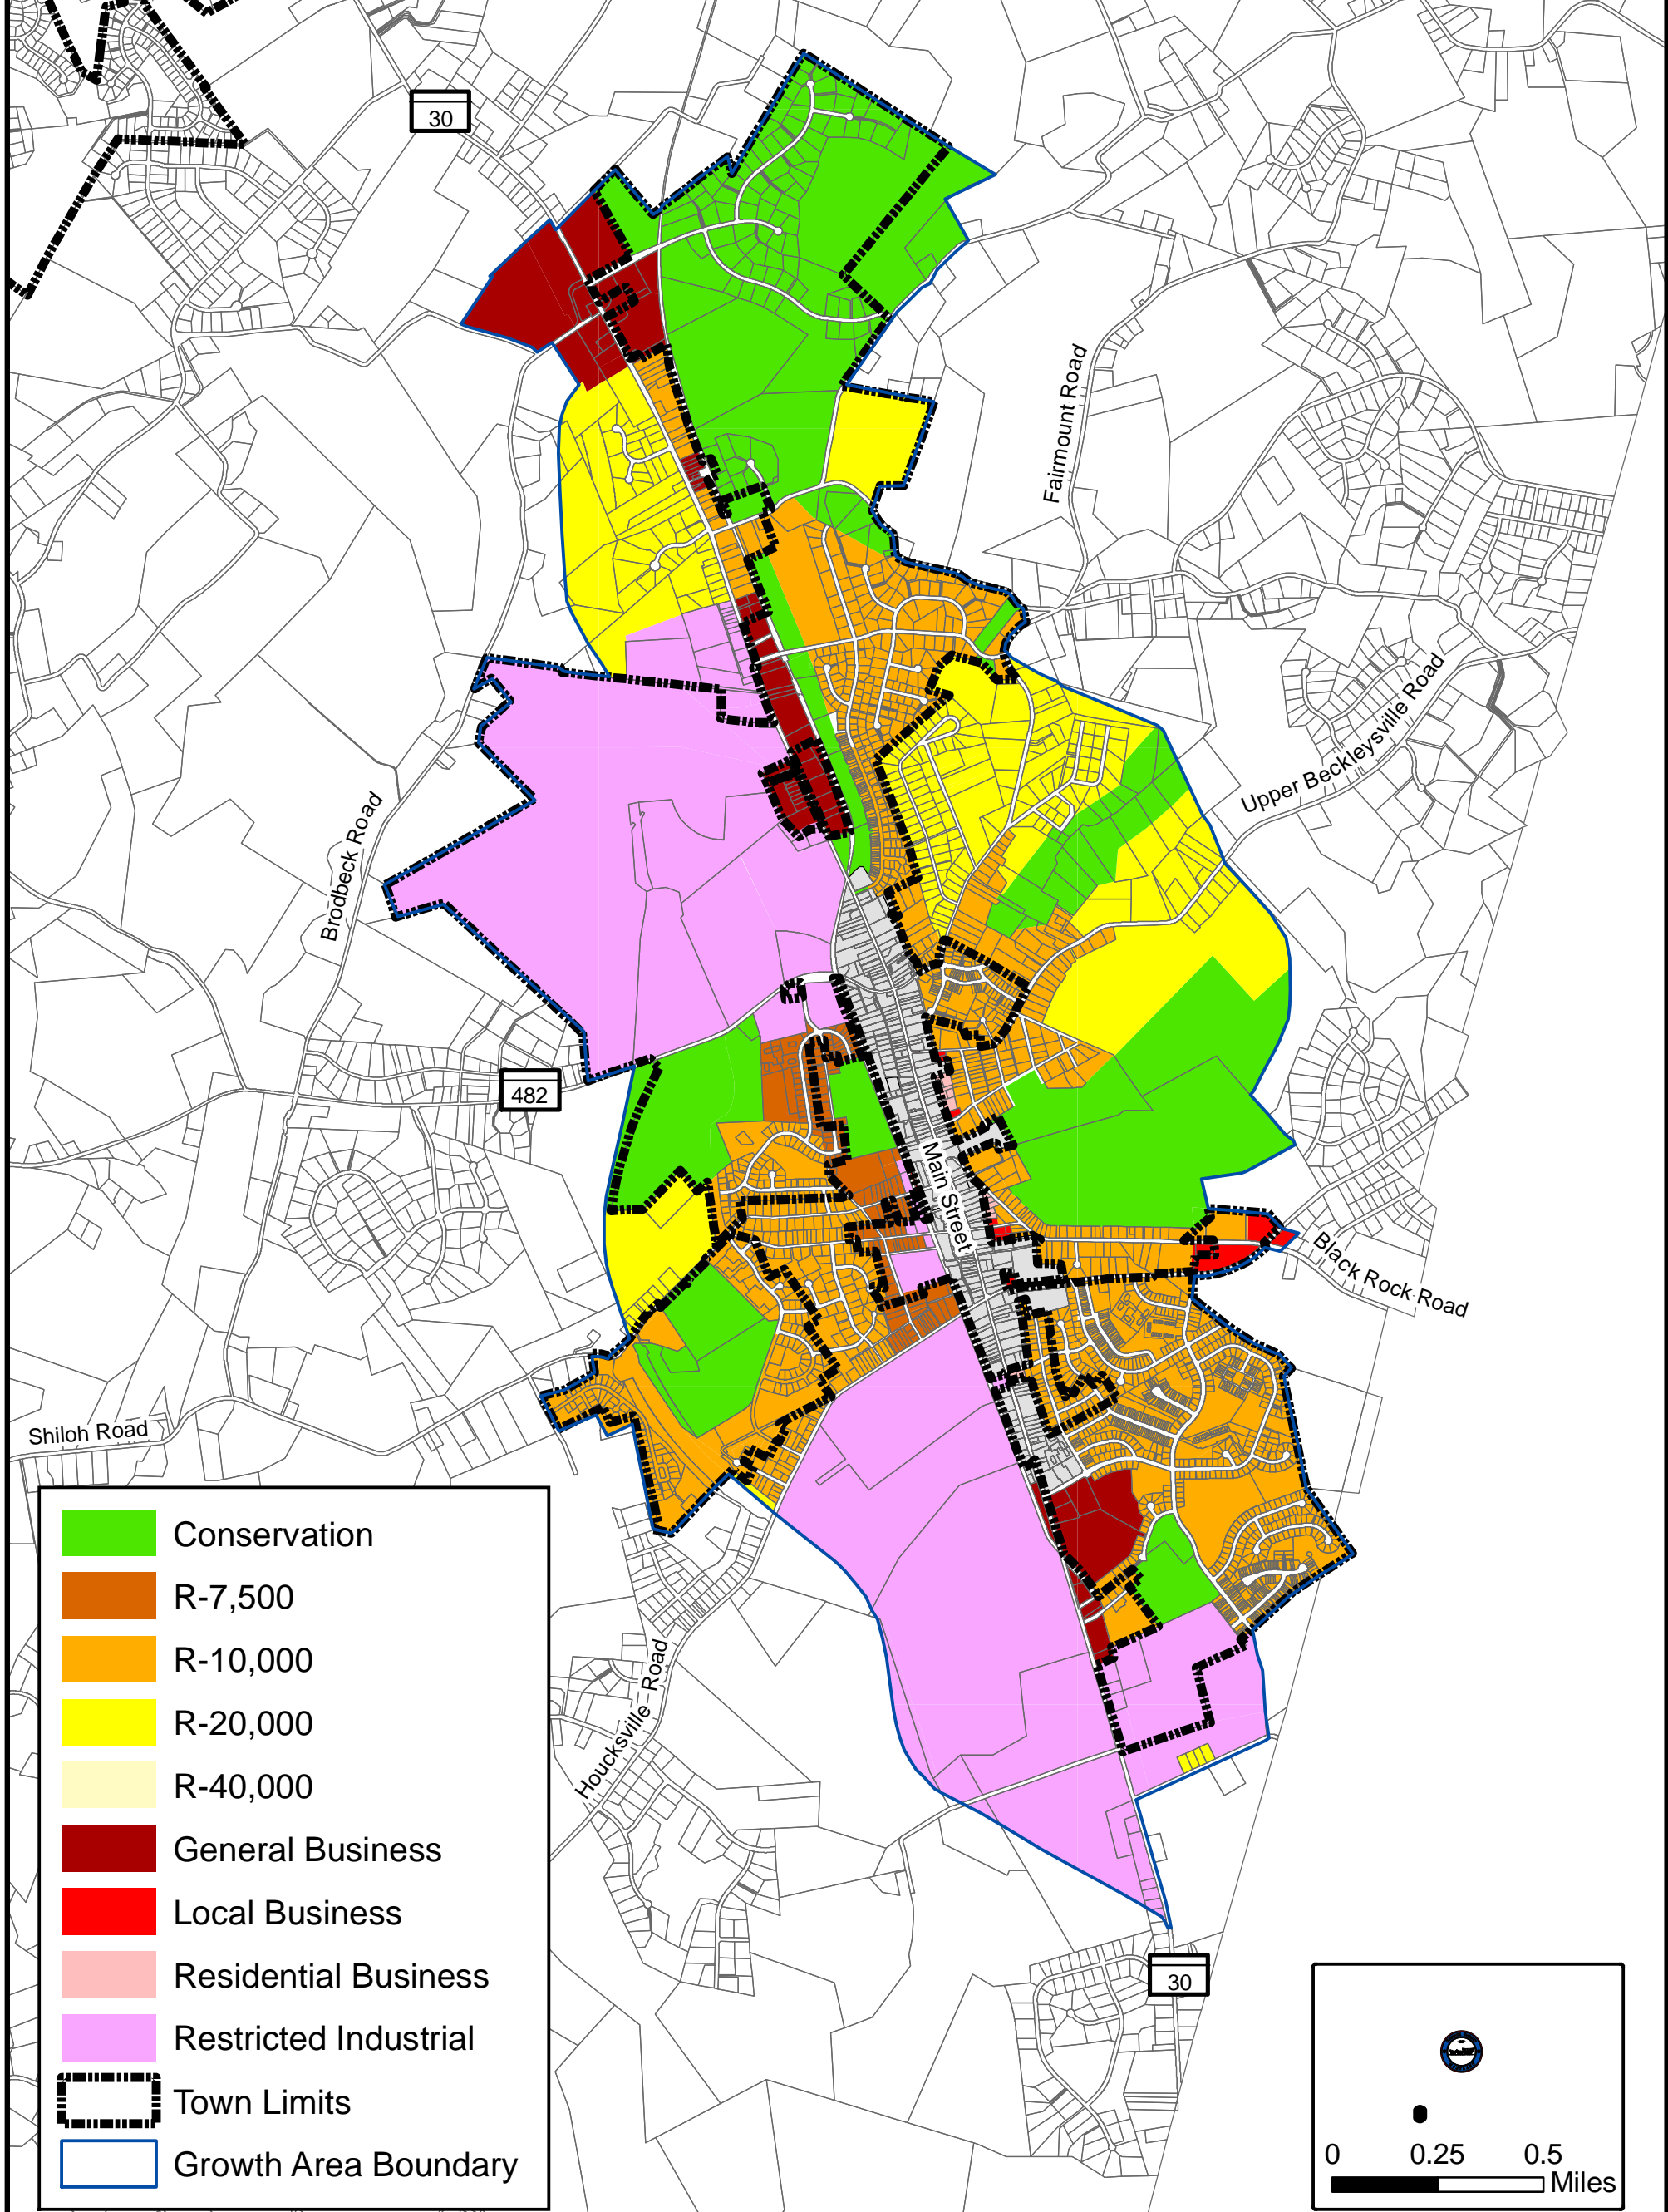 30
Fairmount Road
Upper Beckleysville Road
Brodbeck Road
482
Main Street
Black Rock Road
Shiloh Road
Houcksville Road
30
Conservation
R-7,500
R-10,000
R-20,000
R-40,000
General Business
Local Business
Residential Business
Restricted Industrial
Town Limits
Growth Area Boundary
0 0.25 0.5
Miles